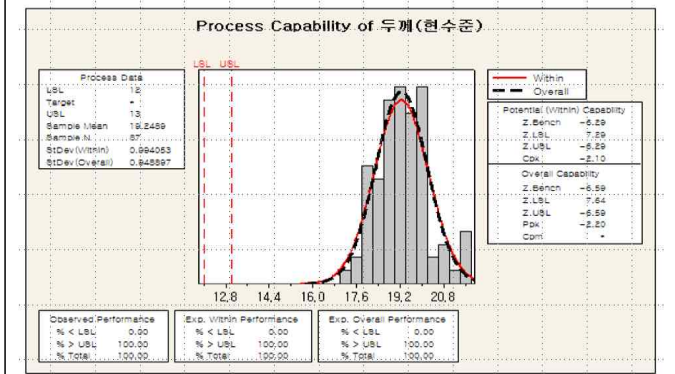 Process Capability of 두께(현수준)
LSL USL
Process Data
LSL 12
Target *
USL 13
Sample Mean 19.2489
Sample N 67
StDev(Within) 0.994053
StDev(Overall) 0.948897
Within
Overall
Potential (Within) Capability
Z.Bench -6.29
Z.LSL 7.29
Z.USL -6.29
Cpk -2.10
Overall Capability
Z.Bench -6.59
Z.LSL 7.64
Z.USL -6.59
Ppk -2.20
Cpm *
12,8 14,4 16,0 17,6 19,2 20,8
Observed Performance
% < LSL 0.00
% > USL 100.00
% Total 100.00
Exp. Within Performance
% < LSL 0.00
% > USL 100.00
% Total 100.00
Exp. Overall Performance
% < LSL 0.00
% > USL 100.00
% Total 100.00